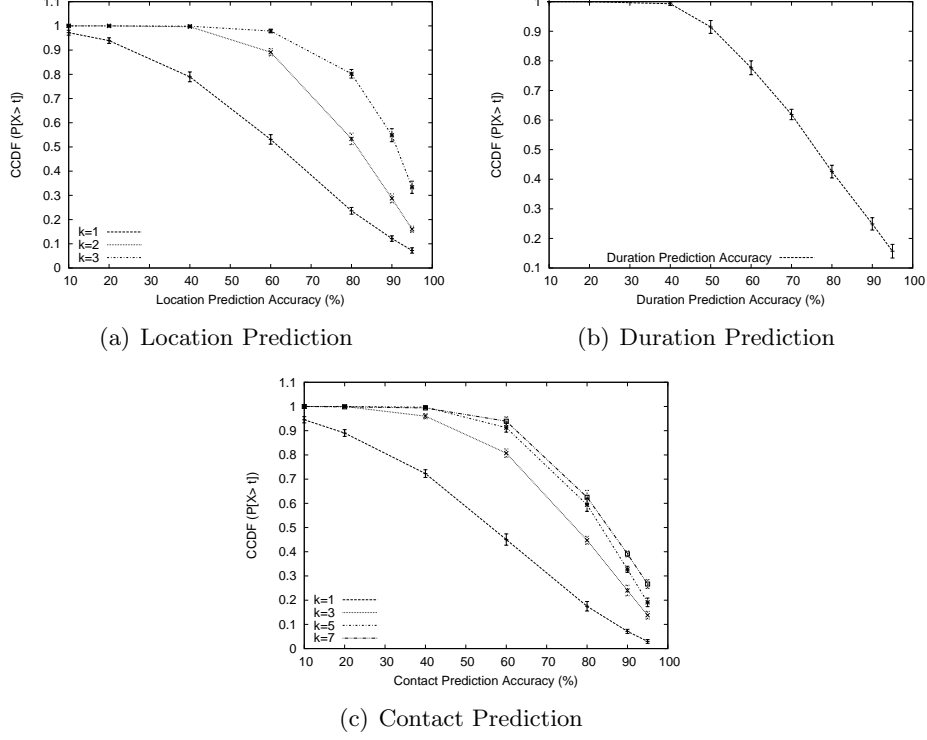 1.1
1
0.9
0.8
0.7
0.6
0.5
0.4
0.3
0.2
0.1
0
CCDF (P[X> t])
k=1
k=2
k=3
10 20 30 40 50 60 70 80 90 100
Location Prediction Accuracy (%)
(a) Location Prediction
1
0.9
0.8
0.7
0.6
0.5
0.4
0.3
0.2
0.1
CCDF (P[X> t])
Duration Prediction Accuracy
10 20 30 40 50 60 70 80 90 100
Duration Prediction Accuracy (%)
(b) Duration Prediction
1.1
1
0.9
0.8
0.7
0.6
0.5
0.4
0.3
0.2
0.1
0
CCDF (P[X> t])
k=1
k=3
k=5
k=7
10 20 30 40 50 60 70 80 90 100
Contact Prediction Accuracy (%)
(c) Contact Prediction